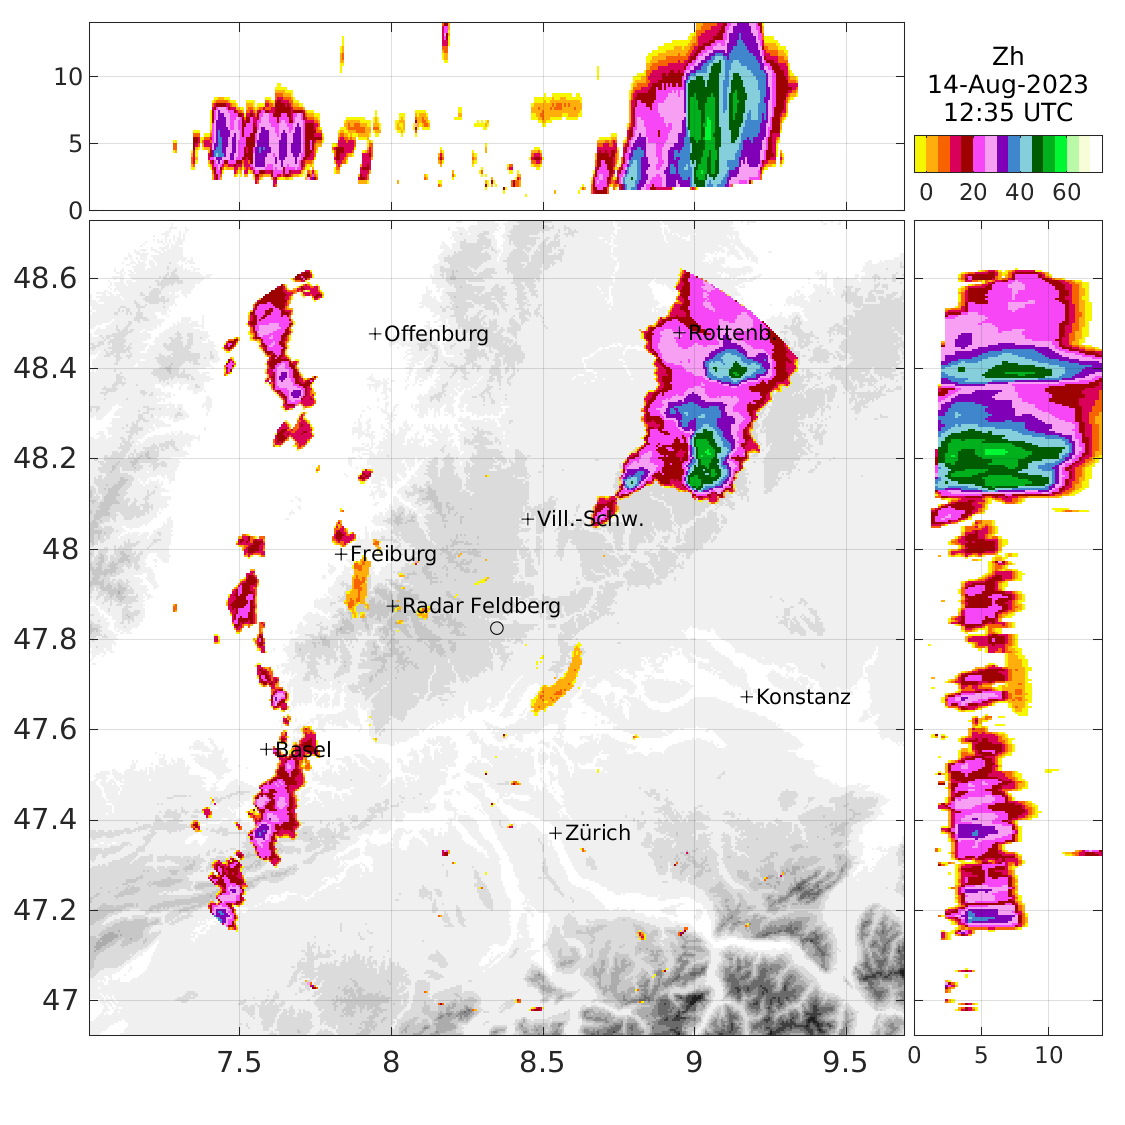 10
5
0
Zh
14-Aug-2023
12:35 UTC
0 20 40 60
48.6
48.4
48.2
48
47.8
47.6
47.4
47.2
47
Offenburg
Rottenb
Vill.-Schw.
Freiburg
Radar Feldberg
Konstanz
Basel
Zürich
7.5 8 8.5 9 9.5
0 5 10